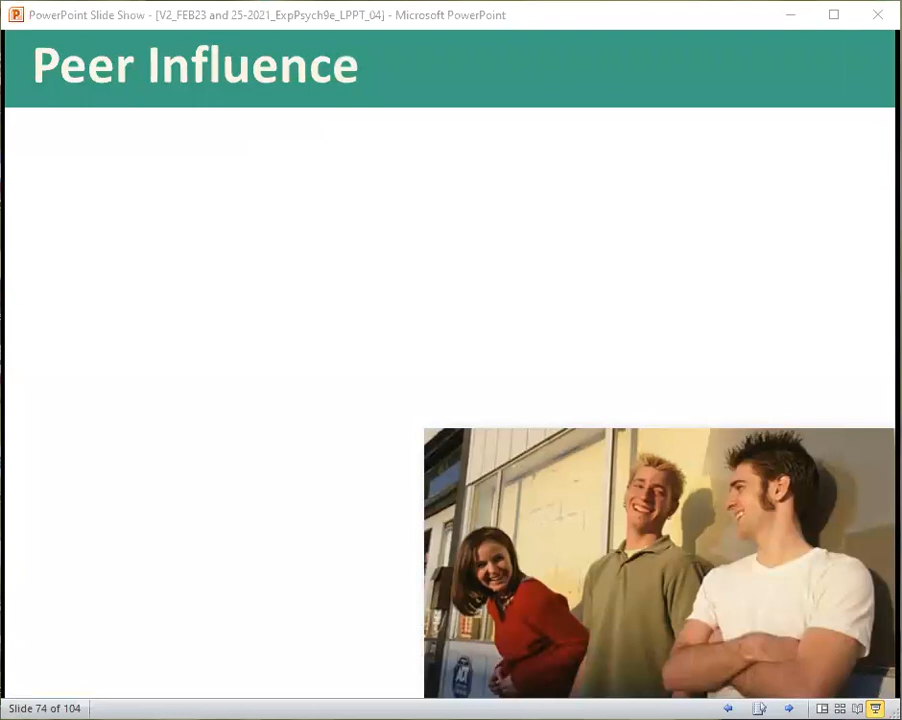 PowerPoint Slide Show - [V2_FEB23 and 25-2021_ExpPsych9e_LPPT_04] - Microsoft PowerPoint
Peer Influence
Slide 74 of 104